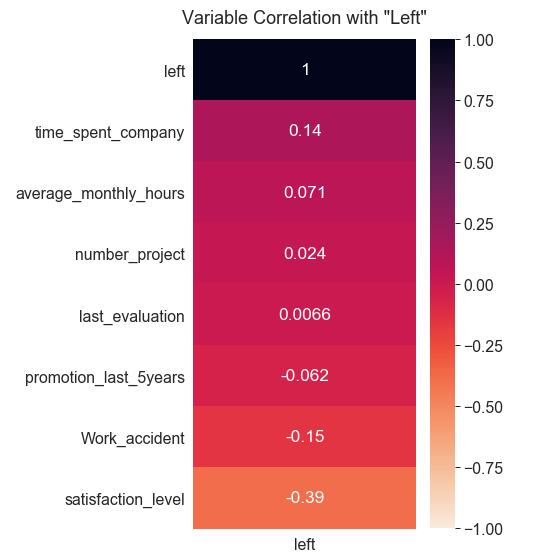 Variable Correlation with "Left"
left
1
time_spent_company
0.14
average_monthly_hours
0.071
number_project
0.024
last_evaluation
0.0066
promotion_last_5years
-0.062
Work_accident
-0.15
satisfaction_level
-0.39
left
1.00
0.75
0.50
0.25
0.00
−0.25
−0.50
−0.75
−1.00